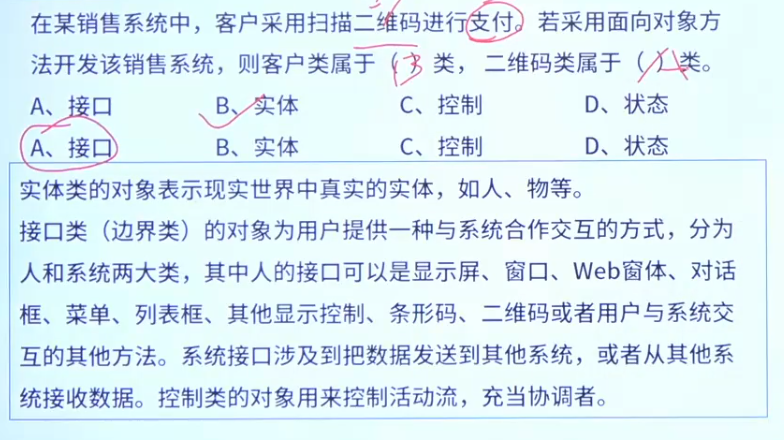 在某销售系统中，客户采用扫描二维码进行支付。若采用面向对象方
法开发该销售系统，则客户类属于（B）类，二维码类属于（A）类。
A、接口 B、实体 C、控制 D、状态
A、接口 B、实体 C、控制 D、状态
实体类的对象表示现实世界中真实的实体，如人、物等。
接口类（边界类）的对象为用户提供一种与系统合作交互的方式，分为
人和系统两大类，其中人的接口可以是显示屏、窗口、Web窗体、对话
框、菜单、列表框、其他显示控制、条形码、二维码或者用户与系统交
互的其他方法。系统接口涉及到把数据发送到其他系统，或者从其他系
统接收数据。控制类的对象用来控制活动流，充当协调者。